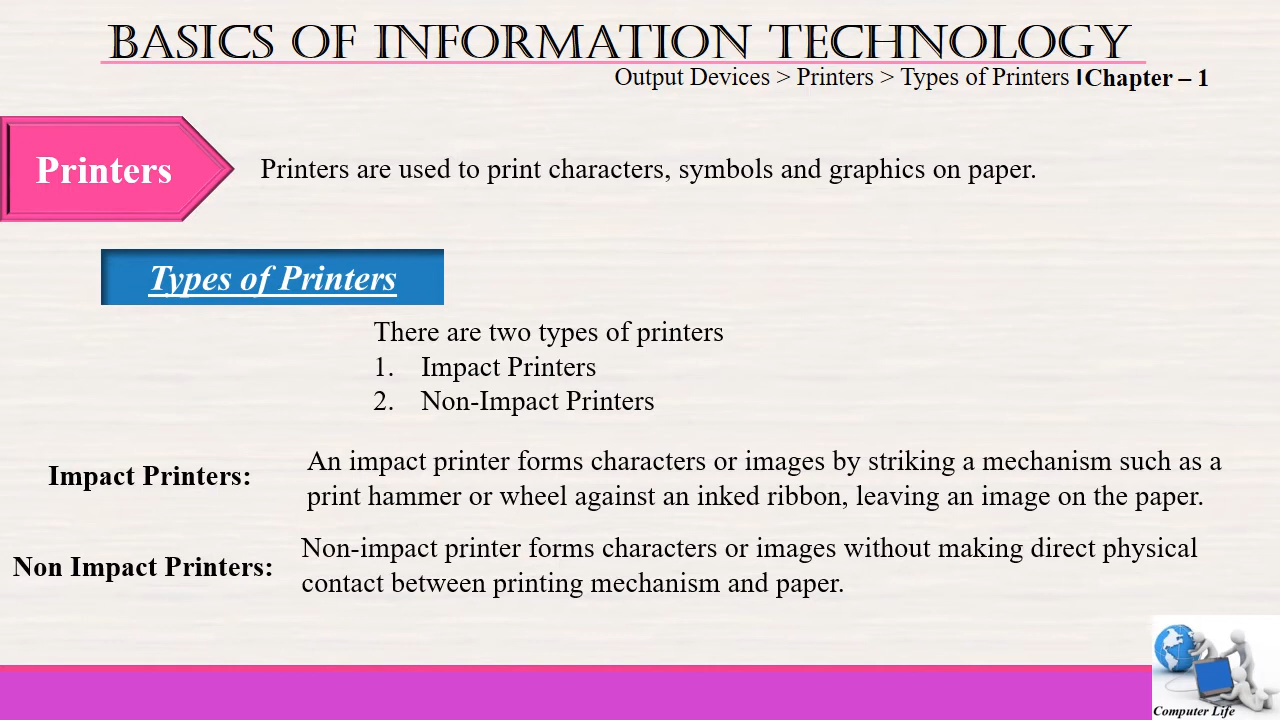 BASICS OF INFORMATION TECHNOLOGY
Output Devices > Printers > Types of Printers |Chapter – 1
Printers
Printers are used to print characters, symbols and graphics on paper.
Types of Printers
There are two types of printers
1. Impact Printers
2. Non-Impact Printers
Impact Printers:
An impact printer forms characters or images by striking a mechanism such as a
print hammer or wheel against an inked ribbon, leaving an image on the paper.
Non Impact Printers:
Non-impact printer forms characters or images without making direct physical
contact between printing mechanism and paper.
Computer Life